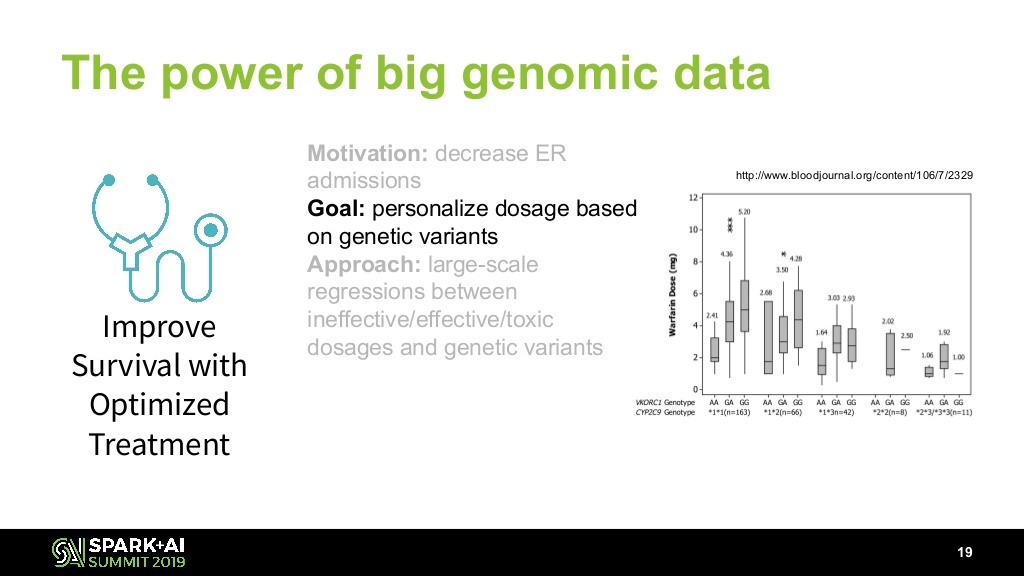 The power of big genomic data
Motivation: decrease ER
admissions
Goal: personalize dosage based
on genetic variants
Approach: large-scale
regressions between
ineffective/effective/toxic
dosages and genetic variants
Improve
Survival with
Optimized
Treatment
http://www.bloodjournal.org/content/106/7/2329
Warfarin Dose (mg)
12
10
8
6
4
2
0
2.41
4.36
***
5.20
2.68
3.50
*
4.28
1.64
3.03
2.93
2.02
2.50
1.06
1.92
1.00
VKORC1 Genotype AA GA GG AA GA GG AA GA GG AA GA GG AA GA GG
CYP2C9 Genotype *1*1(n=163) *1*2(n=66) *1*3n=42) *2*2(n=8) *2*3/*3*3(n=11)
SPARK+AI
SUMMIT 2019
19